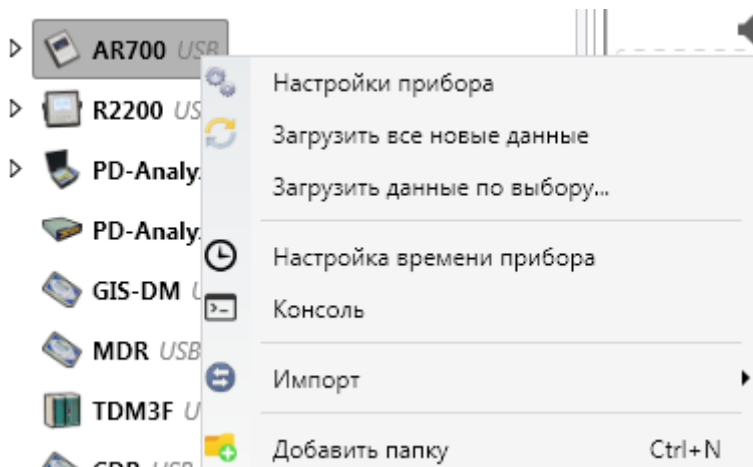 AR700 USB
Настройки прибора
R2200
Загрузить все новые данные
PD-Analy
Загрузить данные по выбору...
PD-Analy
Настройка времени прибора
GIS-DM
Консоль
MDR USB
Импорт
TDM3F
Добавить папку Ctrl+N